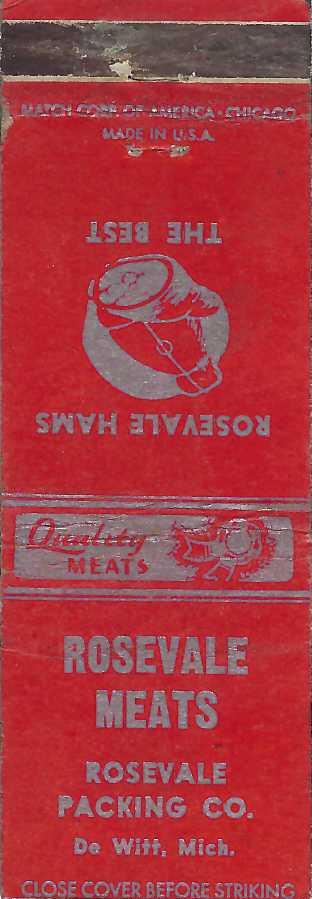 MATCH CORP. OF AMERICA · CHICAGO
MADE IN U.S.A.
ROSEVALE HAMS
THE BEST
Quality
MEATS
ROSEVALE
MEATS
ROSEVALE
PACKING CO.
De Witt, Mich.
CLOSE COVER BEFORE STRIKING